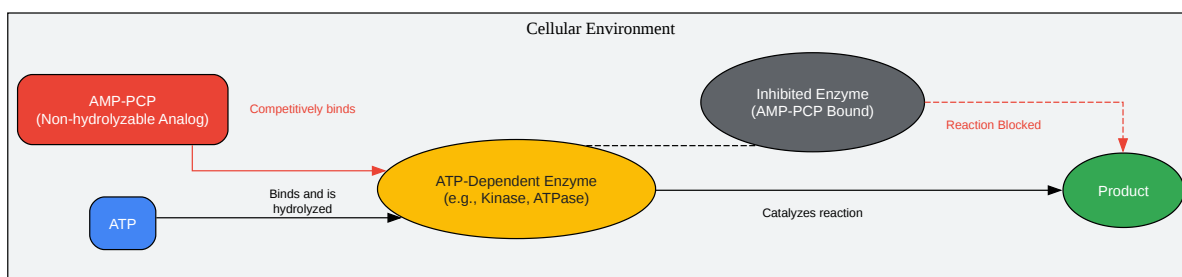 Cellular Environment
AMP-PCP
(Non-hydrolyzable Analog)
Competitively binds
Inhibited Enzyme
(AMP-PCP Bound)
Reaction Blocked
ATP
Binds and is
hydrolyzed
ATP-Dependent Enzyme
(e.g., Kinase, ATPase)
Catalyzes reaction
Product